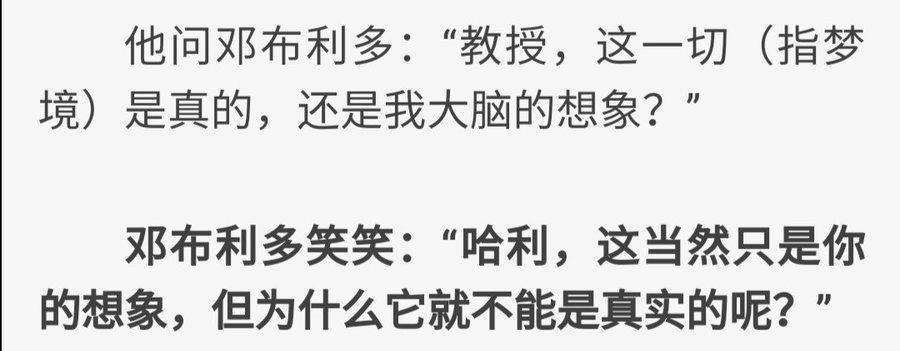 他问邓布利多：“教授，这一切（指梦
境）是真的，还是我大脑的想象？”
邓布利多笑笑：“哈利，这当然只是你
的想象，但为什么它就不能是真实的呢？”